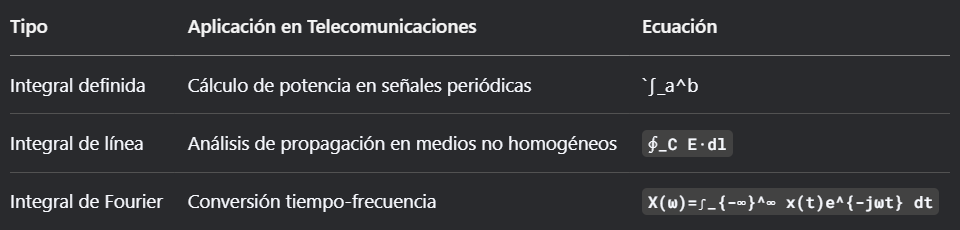 Tipo Aplicación en Telecomunicaciones Ecuación
Integral definida Cálculo de potencia en señales periódicas `∫_a^b
Integral de línea Análisis de propagación en medios no homogéneos ∮_C E·dl
Integral de Fourier Conversión tiempo-frecuencia X(ω)=∫_{-∞}^∞ x(t)e^{-jωt} dt